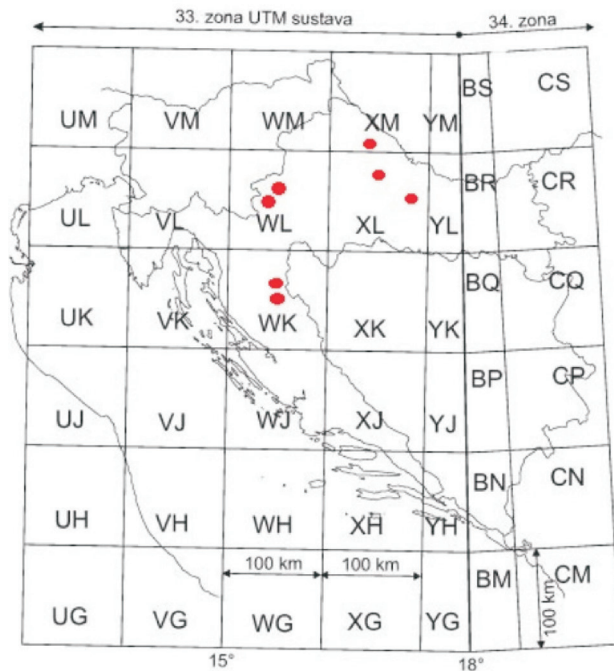 33. zona UTM sustava 34. zona
UM VM WM XM YM BS CS
UL VL WL XL YL BR CR
UK VK WK XK YK BQ CQ
UJ VJ WJ XJ YJ BP CP
UH VH WH XH YH BN CN
100 km 100 km
UG VG WG XG YG BM CM
100 km
15° 18°